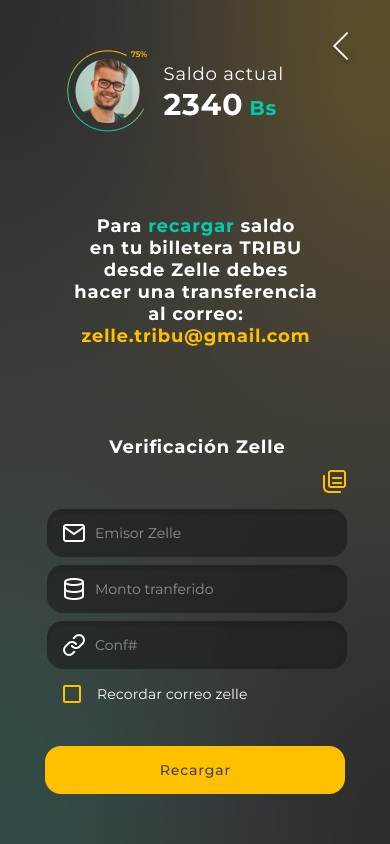 75%
Saldo actual
2340 Bs
Para recargar saldo
en tu billetera TRIBU
desde Zelle debes
hacer una transferencia
al correo:
zelle.tribu@gmail.com
Verificación Zelle
Emisor Zelle
Monto tranferido
Conf#
Recordar correo zelle
Recargar